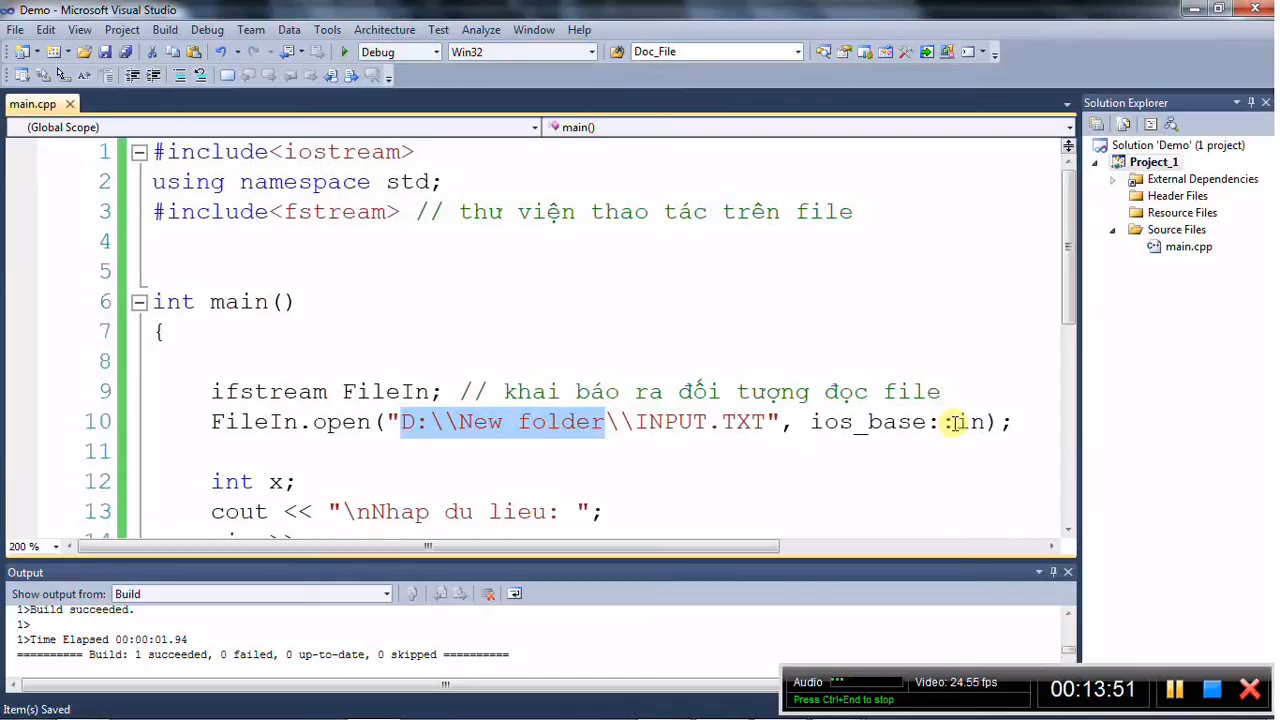 Demo - Microsoft Visual Studio
File Edit View Project Build Debug Team Data Tools Architecture Test Analyze Window Help
Debug Win32 Doc_File
main.cpp
(Global Scope) main()
1 #include<iostream>
2 using namespace std;
3 #include<fstream> // thư viện thao tác trên file
4
5
6 int main()
7 {
8
9 ifstream FileIn; // khai báo ra đối tượng đọc file
10 FileIn.open("D:\\New folder\\INPUT.TXT", ios_base::in);
11
12 int x;
13 cout << "\nNhap du lieu: ";
200 %
Solution Explorer
Solution 'Demo' (1 project)
Project_1
External Dependencies
Header Files
Resource Files
Source Files
main.cpp
Output
Show output from: Build
1>Build succeeded.
1>
1>Time Elapsed 00:00:01.94
========== Build: 1 succeeded, 0 failed, 0 up-to-date, 0 skipped ==========
Item(s) Saved
Audio Video: 24.55 fps
Press Ctrl+End to stop
00:13:51